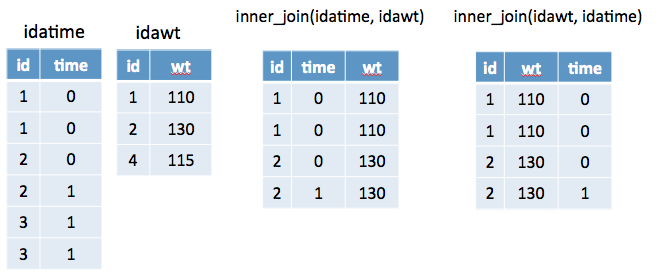 inner_join(idatime, idawt)
inner_join(idawt, idatime)
idatime
id time
1 0
1 0
2 0
2 1
3 1
3 1
idawt
id wt
1 110
2 130
4 115
id time wt
1 0 110
1 0 110
2 0 130
2 1 130
id wt time
1 110 0
1 110 0
2 130 0
2 130 1